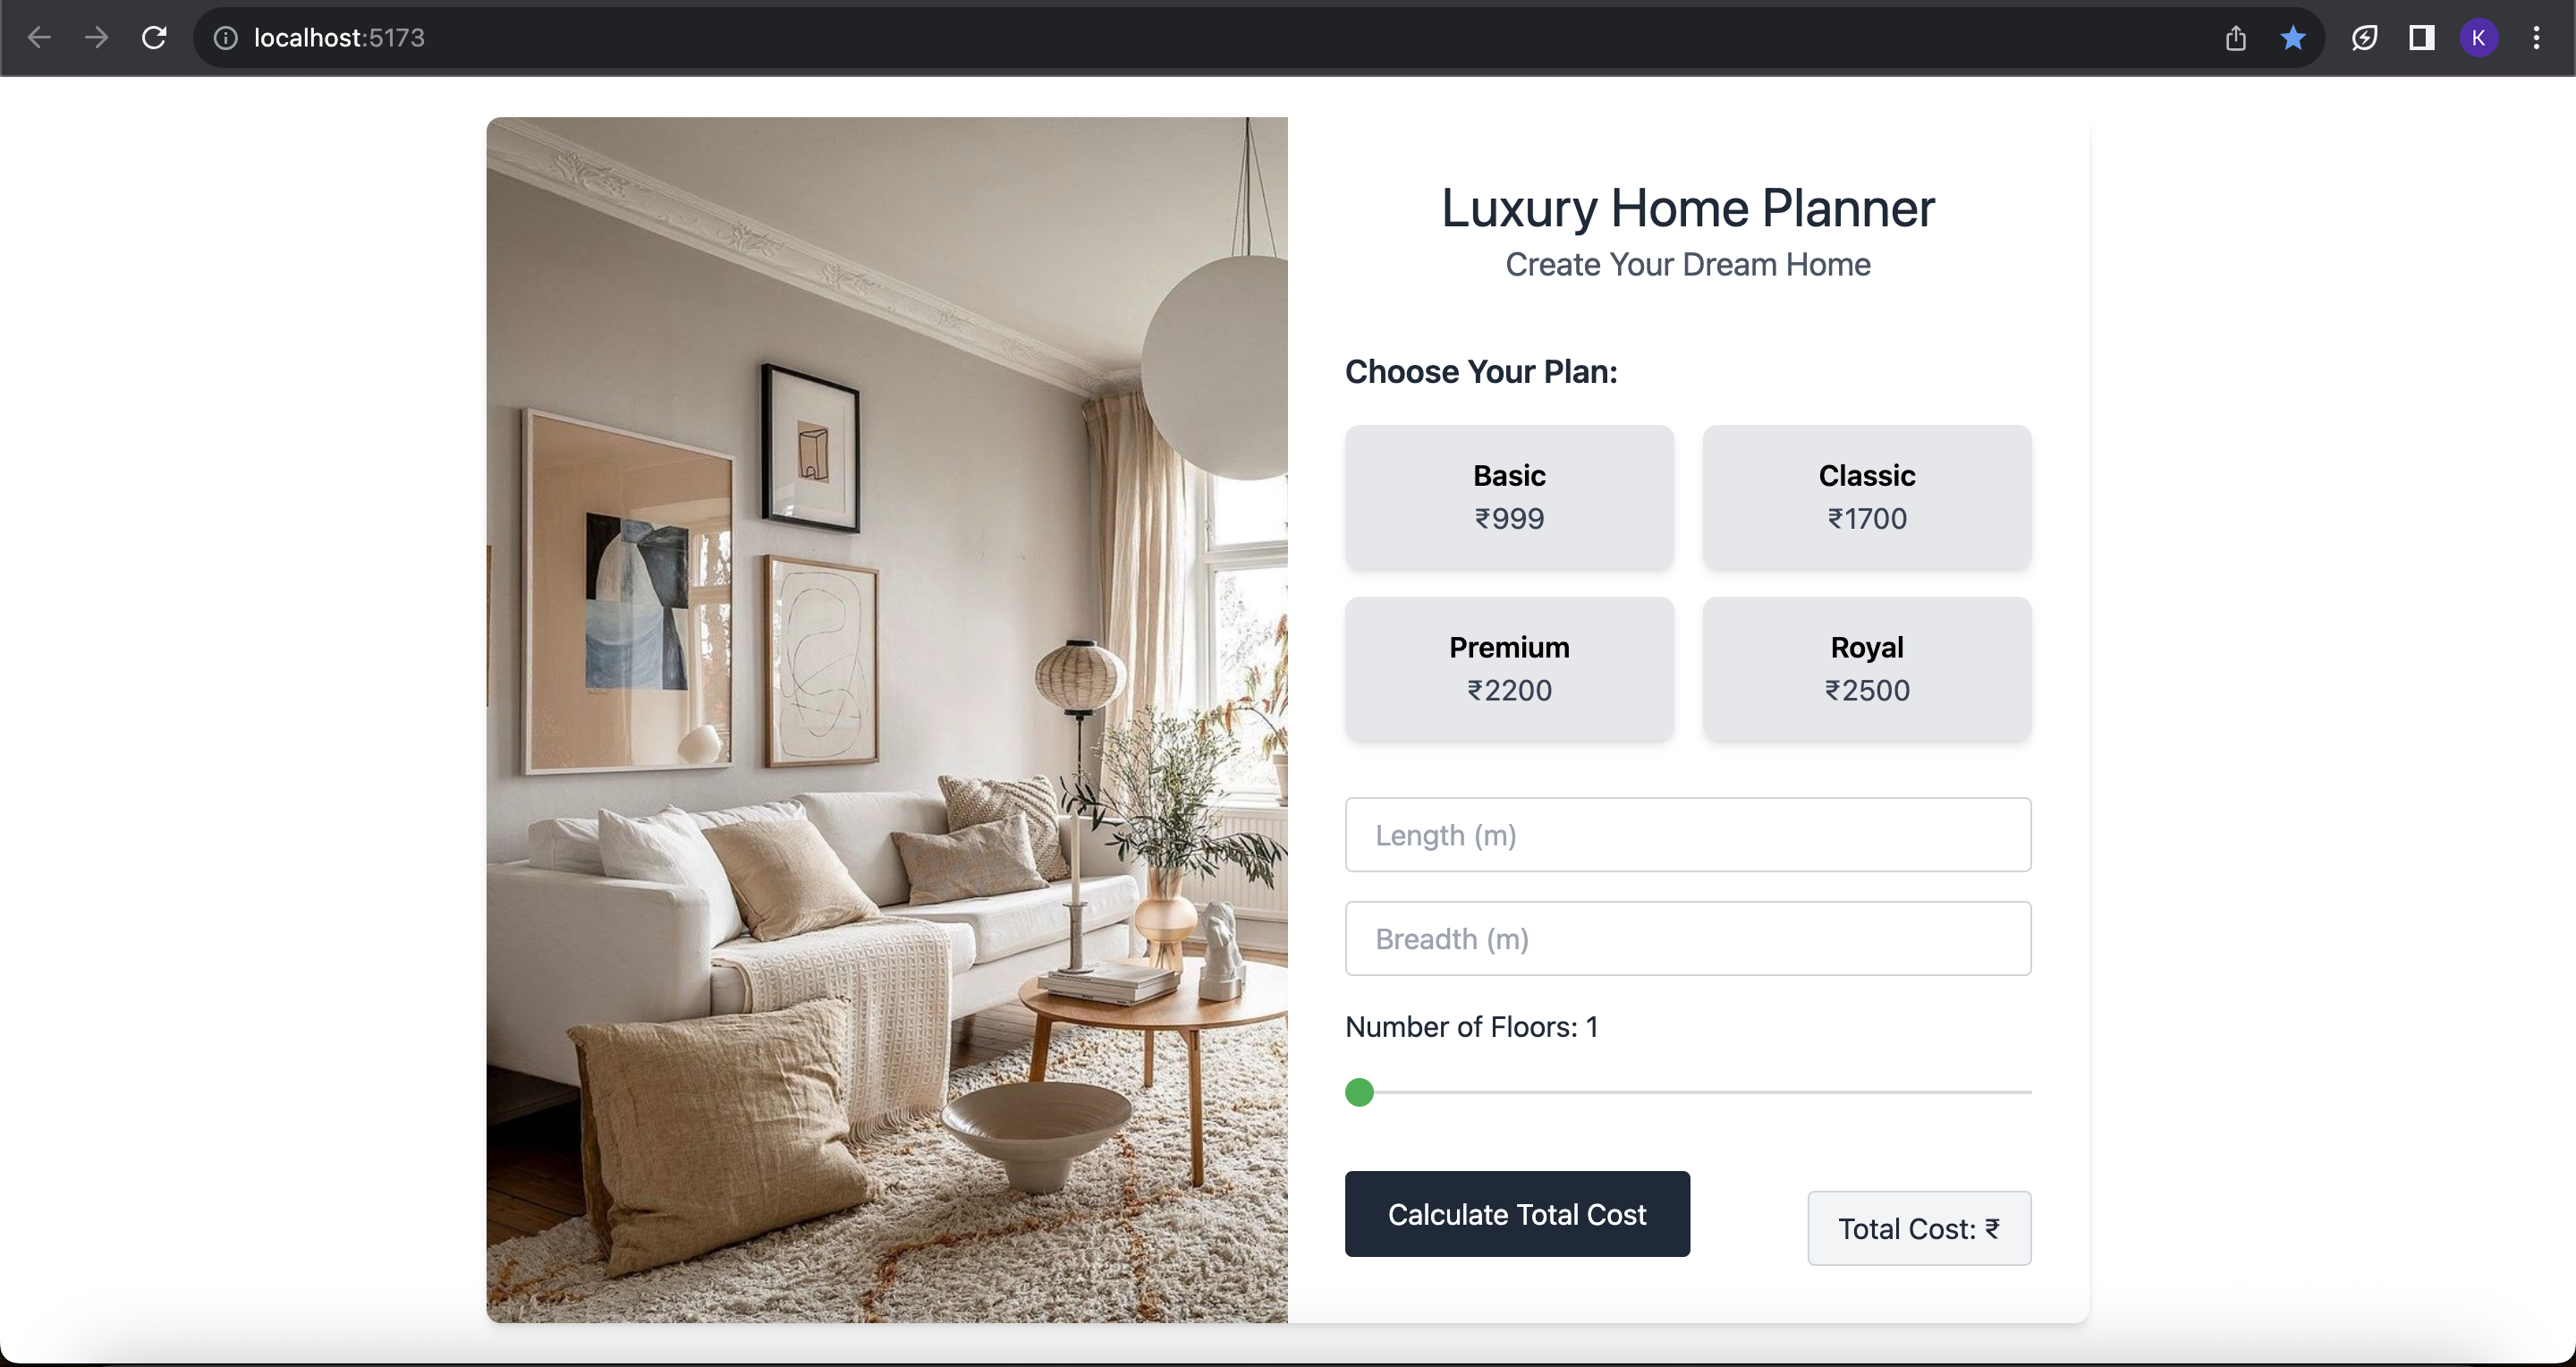 localhost:5173
K
Luxury Home Planner
Create Your Dream Home
Choose Your Plan:
Basic
₹999
Classic
₹1700
Premium
₹2200
Royal
₹2500
Length (m)
Breadth (m)
Number of Floors: 1
Calculate Total Cost
Total Cost: ₹